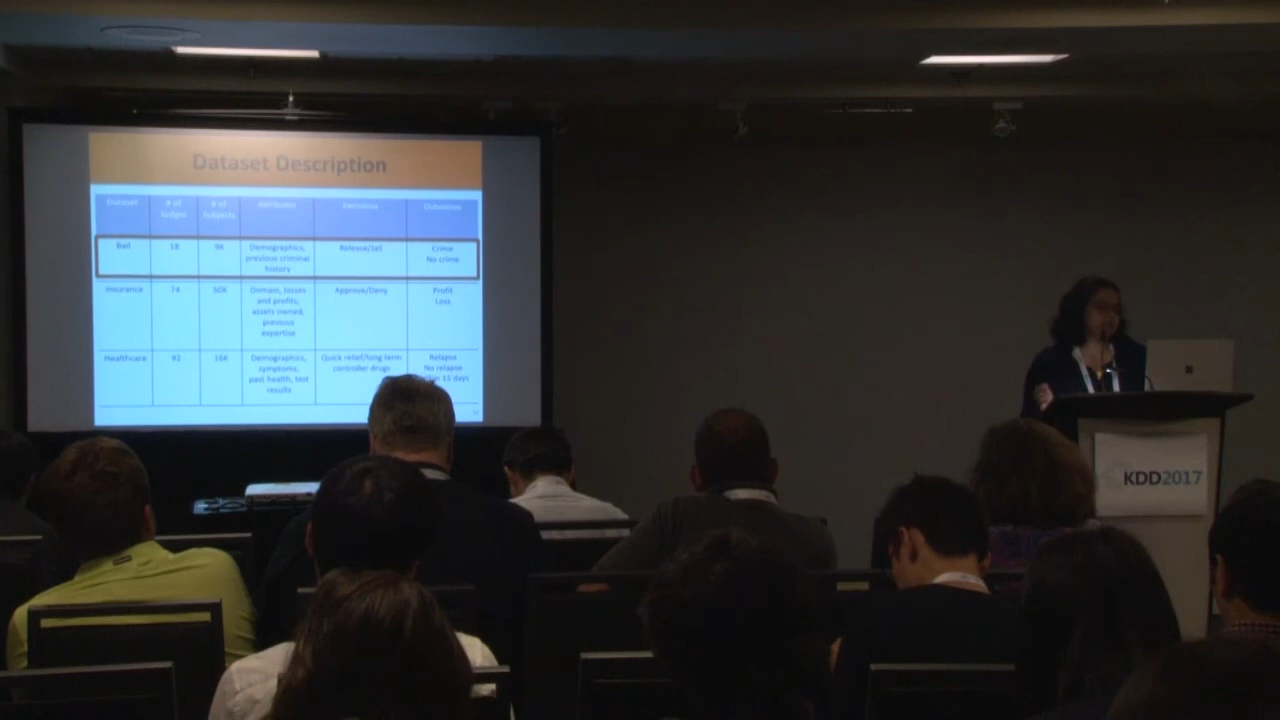 Dataset Description
Dataset # of Judges # of Subjects Attributes Decisions Outcomes
Bail 18 9K Demographics, previous criminal history Release/Jail Crime No crime
Insurance 74 50K Domain, losses and profits, assets owned, previous expertise Approve/Deny Profit Loss
Healthcare 92 16K Demographics, symptoms, past health, test results Quick relief/long term controller drugs Relapse No relapse 15 days
KDD2017